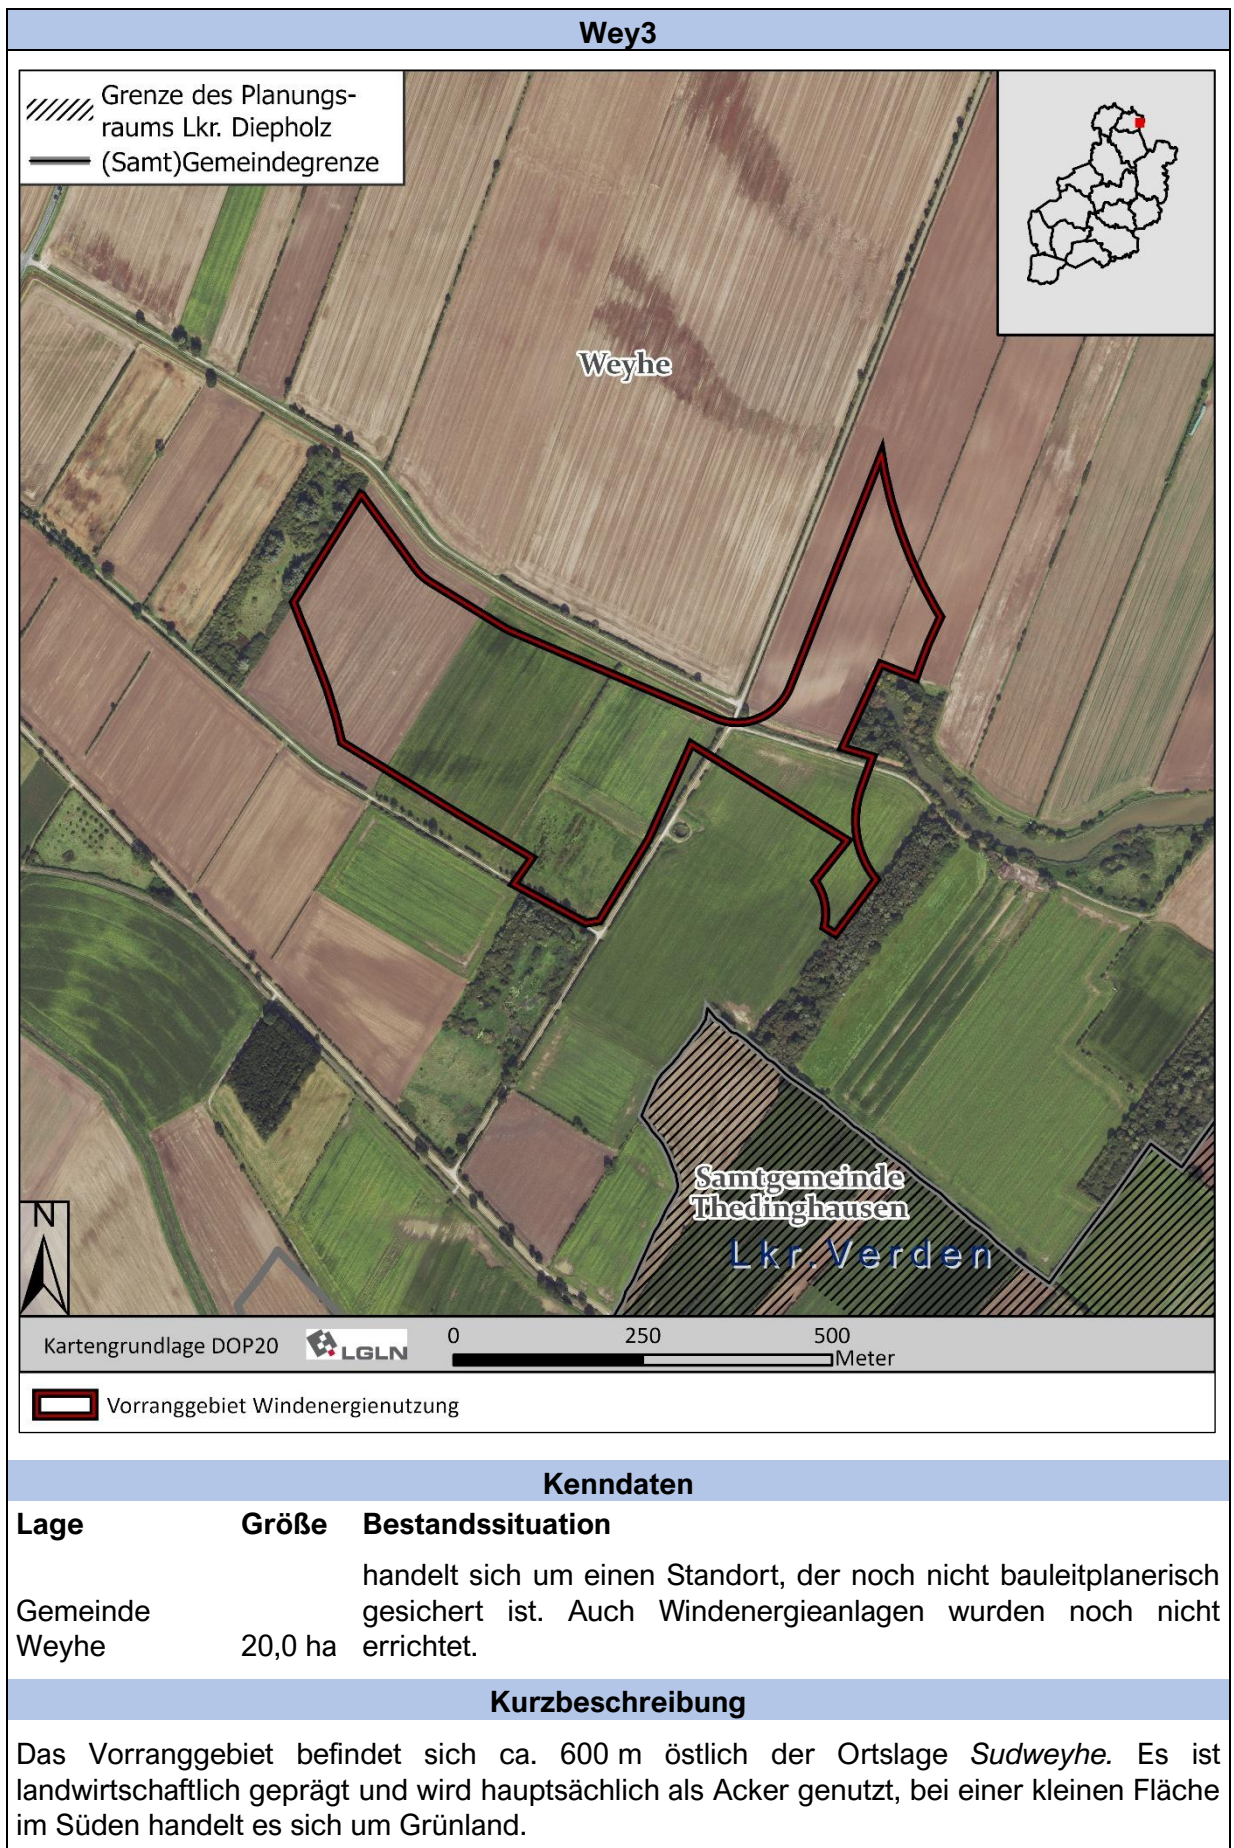 Wey3
Grenze des Planungs-
raums Lkr. Diepholz
(Samt)Gemeindegrenze
Weyhe
Samtgemeinde
Thedinghausen
Lkr. Verden
N
Kartengrundlage DOP20
LGLN
0 250 500
Meter
Vorranggebiet Windenergienutzung
Kenndaten
Lage Größe Bestandssituation
Gemeinde
Weyhe
20,0 ha
handelt sich um einen Standort, der noch nicht bauleitplanerisch
gesichert ist. Auch Windenergieanlagen wurden noch nicht
errichtet.
Kurzbeschreibung
Das Vorranggebiet befindet sich ca. 600 m östlich der Ortslage Sudweyhe. Es ist
landwirtschaftlich geprägt und wird hauptsächlich als Acker genutzt, bei einer kleinen Fläche
im Süden handelt es sich um Grünland.